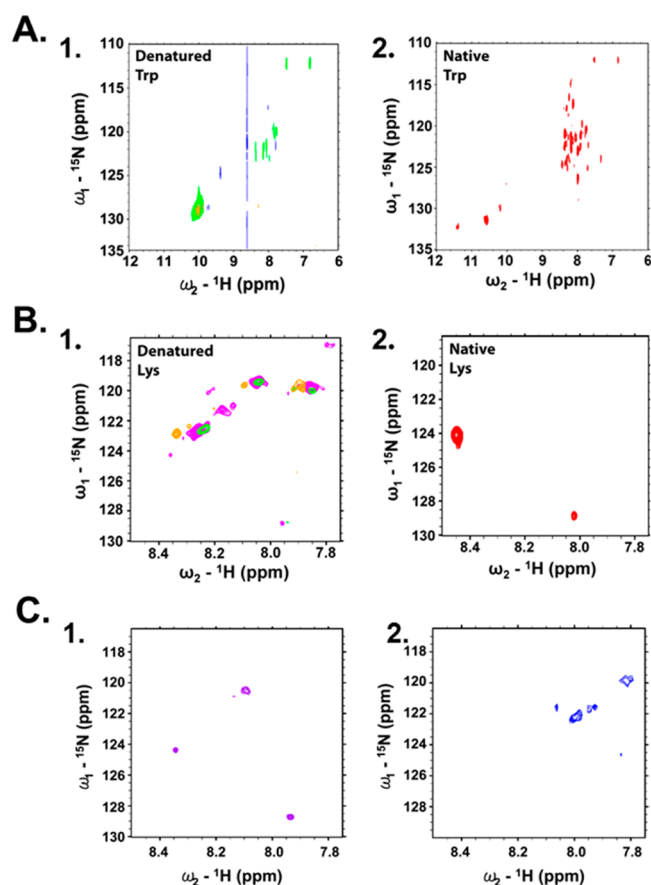 A.
1.
Denatured
Trp
110
115
120
125
130
135
12 11 10 9 8 7 6
ω1 - 15N (ppm)
ω2 - 1H (ppm)
2.
Native
Trp
110
115
120
125
130
135
12 11 10 9 8 7 6
ω1 - 15N (ppm)
ω2 - 1H (ppm)
B.
1.
Denatured
Lys
118
120
122
124
126
128
130
8.4 8.2 8.0 7.8
ω1 - 15N (ppm)
ω2 - 1H (ppm)
2.
Native
Lys
120
122
124
126
128
130
8.4 8.2 8.0 7.8
ω1 - 15N (ppm)
ω2 - 1H (ppm)
C.
1.
118
120
122
124
126
128
130
8.4 8.2 8.0 7.8
ω1 - 15N (ppm)
ω2 - 1H (ppm)
2.
118
120
122
124
126
128
8.4 8.2 8.0 7.8
ω1 - 15N (ppm)
ω2 - 1H (ppm)